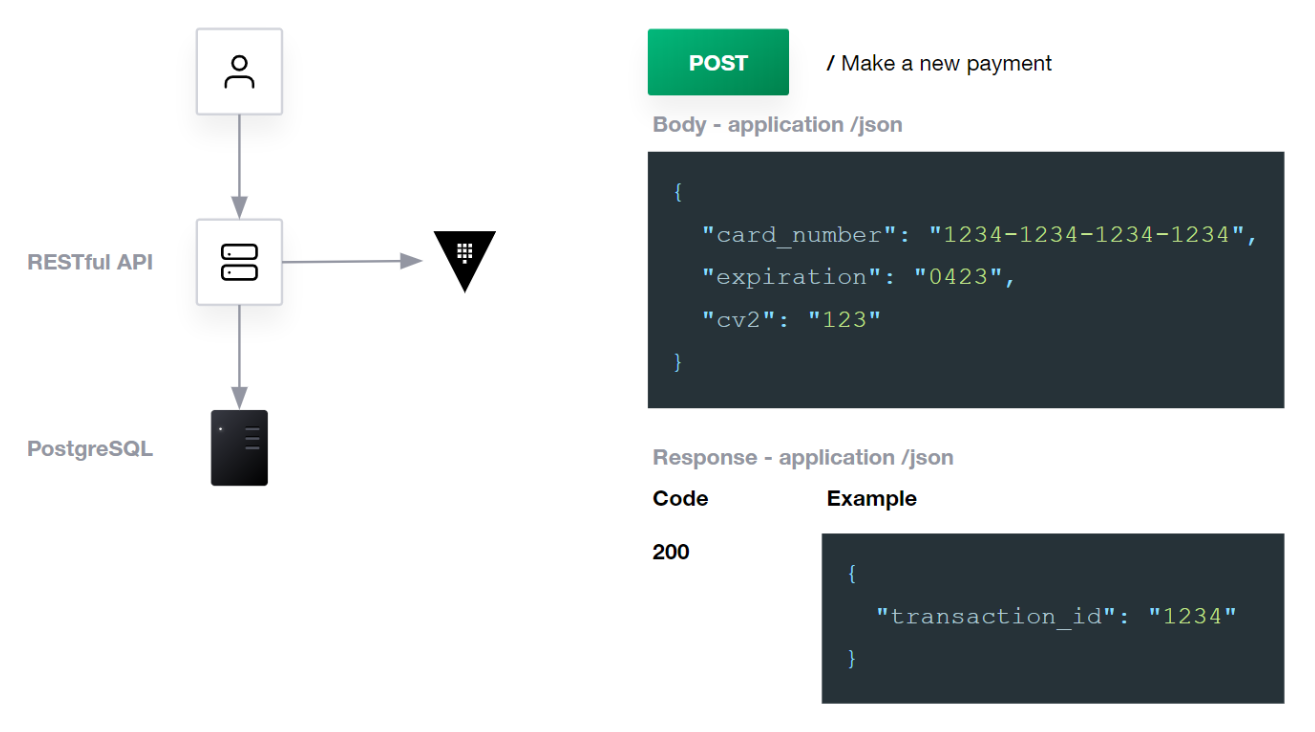 RESTful API
PostgreSQL
POST
/ Make a new payment
Body - application /json
{
"card_number": "1234-1234-1234-1234",
"expiration": "0423",
"cv2": "123"
}
Response - application /json
Code
Example
200
{
"transaction_id": "1234"
}